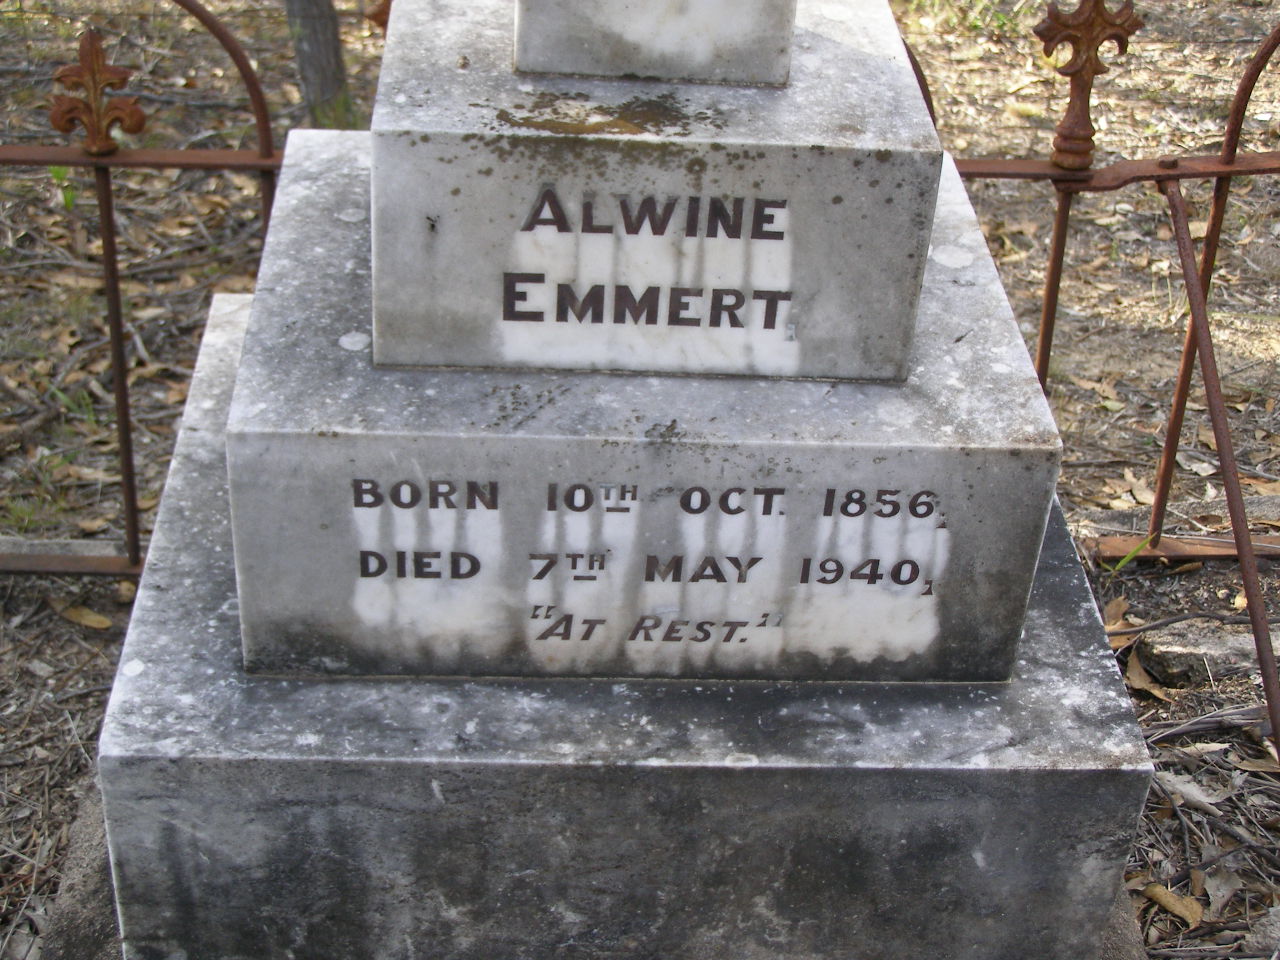 ALWINE
EMMERT
BORN 10TH OCT. 1856,
DIED 7TH MAY 1940,
"AT REST."